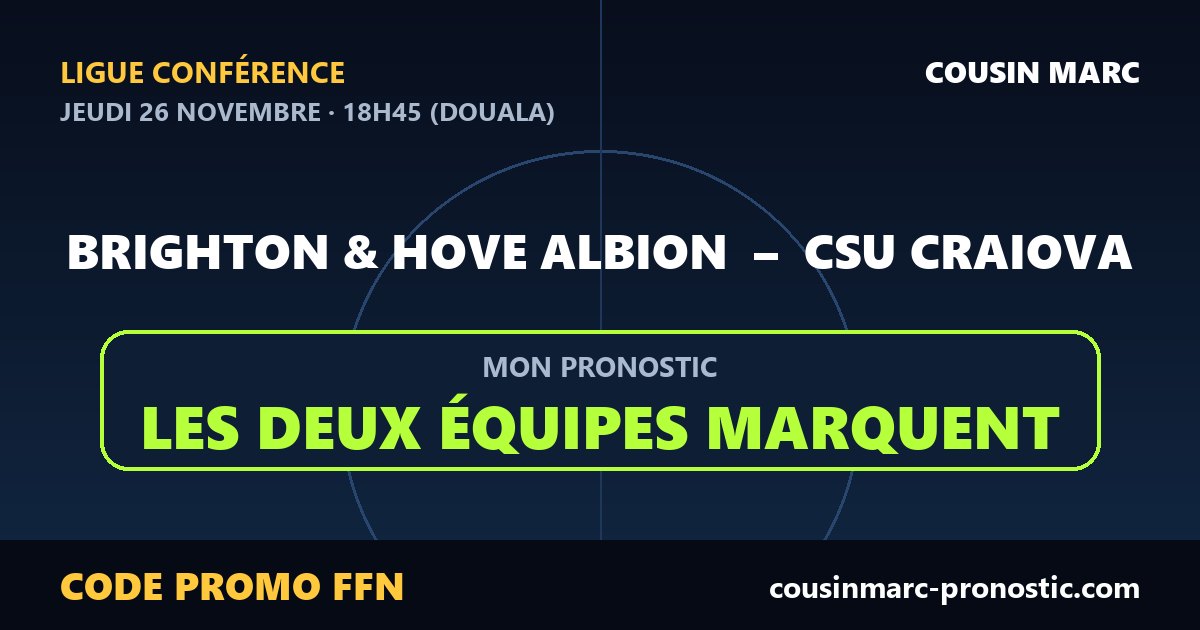 LIGUE CONFÉRENCE
COUSIN MARC
JEUDI 26 NOVEMBRE · 18H45 (DOUALA)
BRIGHTON & HOVE ALBION – CSU CRAIOVA
MON PRONOSTIC
LES DEUX ÉQUIPES MARQUENT
CODE PROMO FFN
cousinmarc-pronostic.com